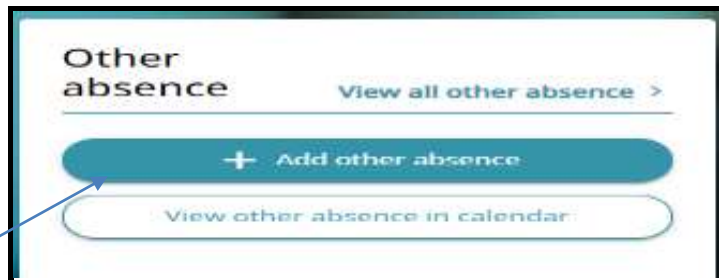 Other
absence
View all other absence >
+ Add other absence
View other absence in calendar